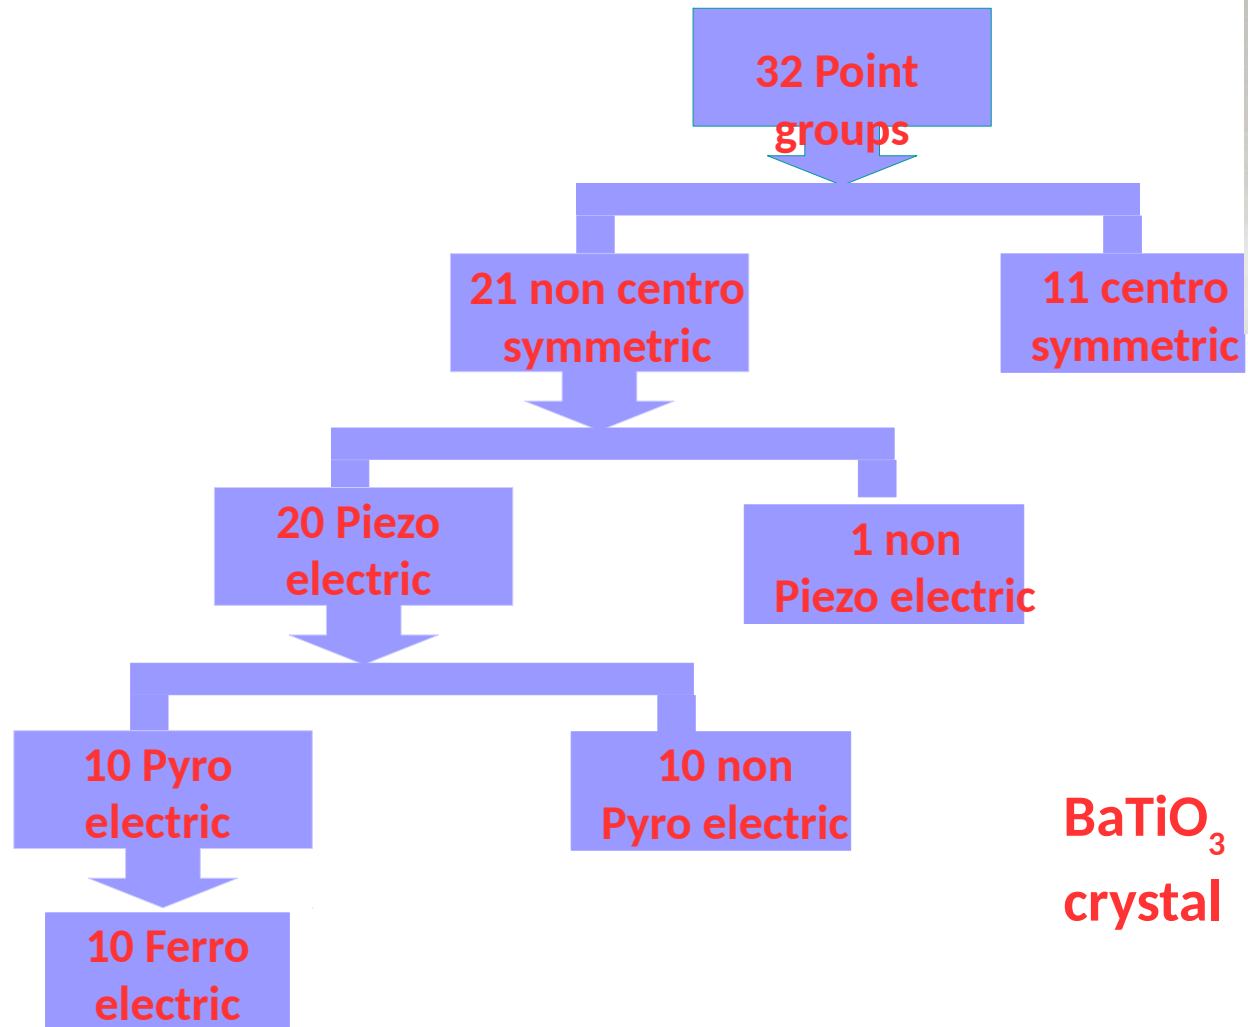 32 Point
groups
21 non centro
symmetric
11 centro
symmetric
20 Piezo
electric
1 non
Piezo electric
10 Pyro
electric
10 non
Pyro electric
BaTiO₃
crystal
10 Ferro
electric